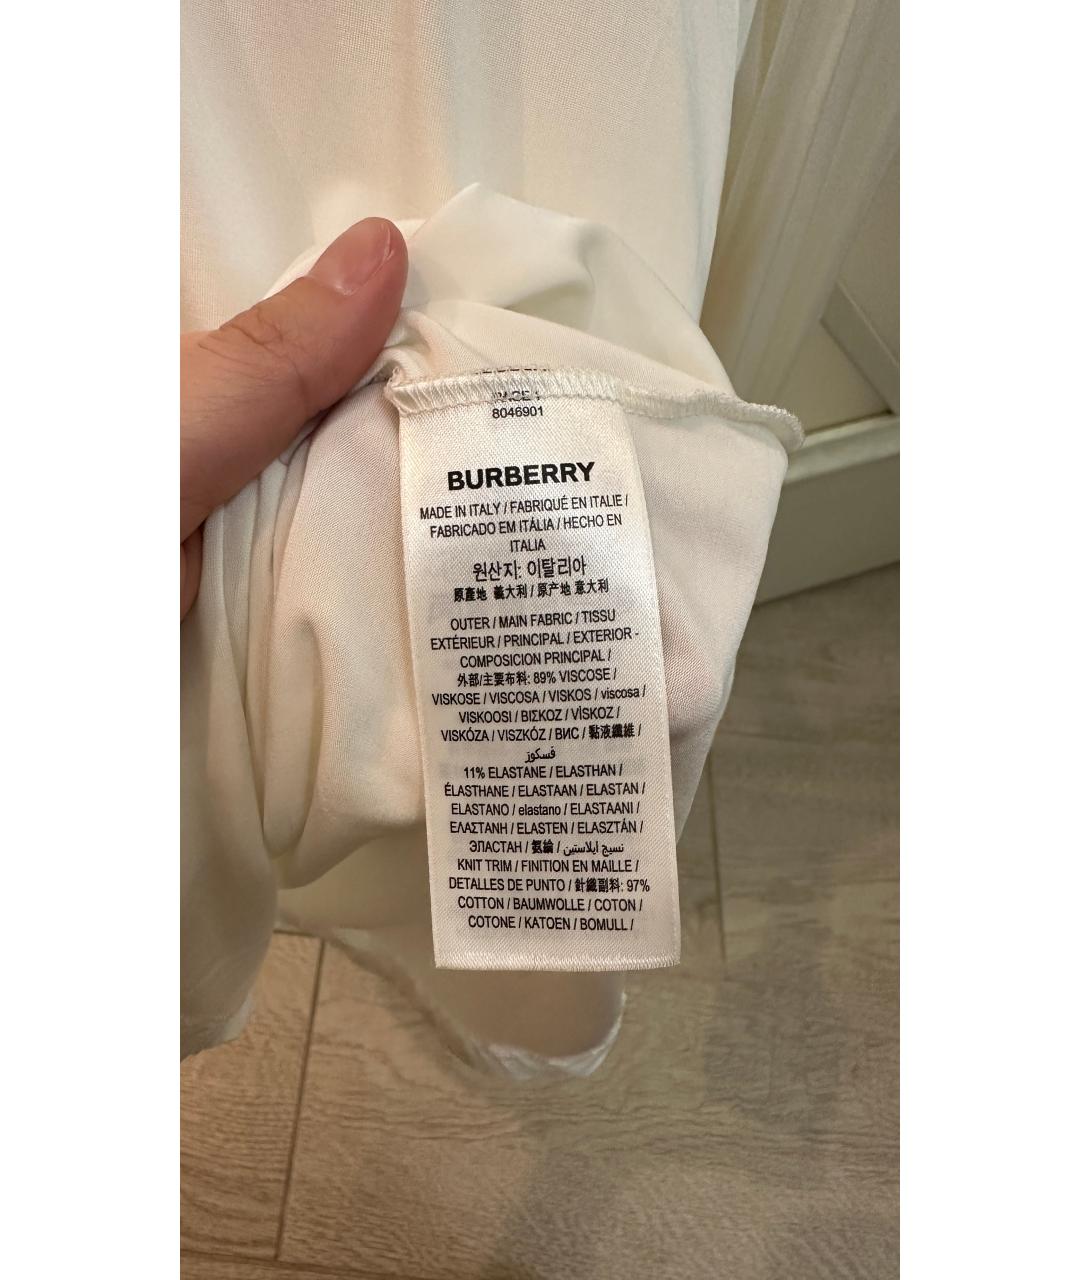 8046901
BURBERRY
MADE IN ITALY / FABRIQUÉ EN ITALIE /
FABRICADO EM ITÁLIA / HECHO EN
ITALIA
원산지: 이탈리아
原產地 義大利 / 原产地 意大利
OUTER / MAIN FABRIC / TISSU
EXTÉRIEUR / PRINCIPAL / EXTERIOR -
COMPOSICION PRINCIPAL /
外部/主要布料: 89% VISCOSE /
VISKOSE / VISCOSA / VISKOS / viscosa /
VISKOOSI / ΒΙΣΚΟΖ / VÌSKOZ /
VISKÓZA / VISZKÓZ / ВИС / 黏液纖維 /
فسكوز
11% ELASTANE / ELASTHAN /
ÉLASTHANE / ELASTAAN / ELASTAN /
ELASTANO / elastano / ELASTAANI /
ΕΛΑΣΤΑΝΗ / ELASTEN / ELASZTÁN /
ЭЛАСТАН / 氨綸 / نسيج ايلاستين
KNIT TRIM / FINITION EN MAILLE /
DETALLES DE PUNTO / 針織副料: 97%
COTTON / BAUMWOLLE / COTON /
COTONE / KATOEN / BOMULL /